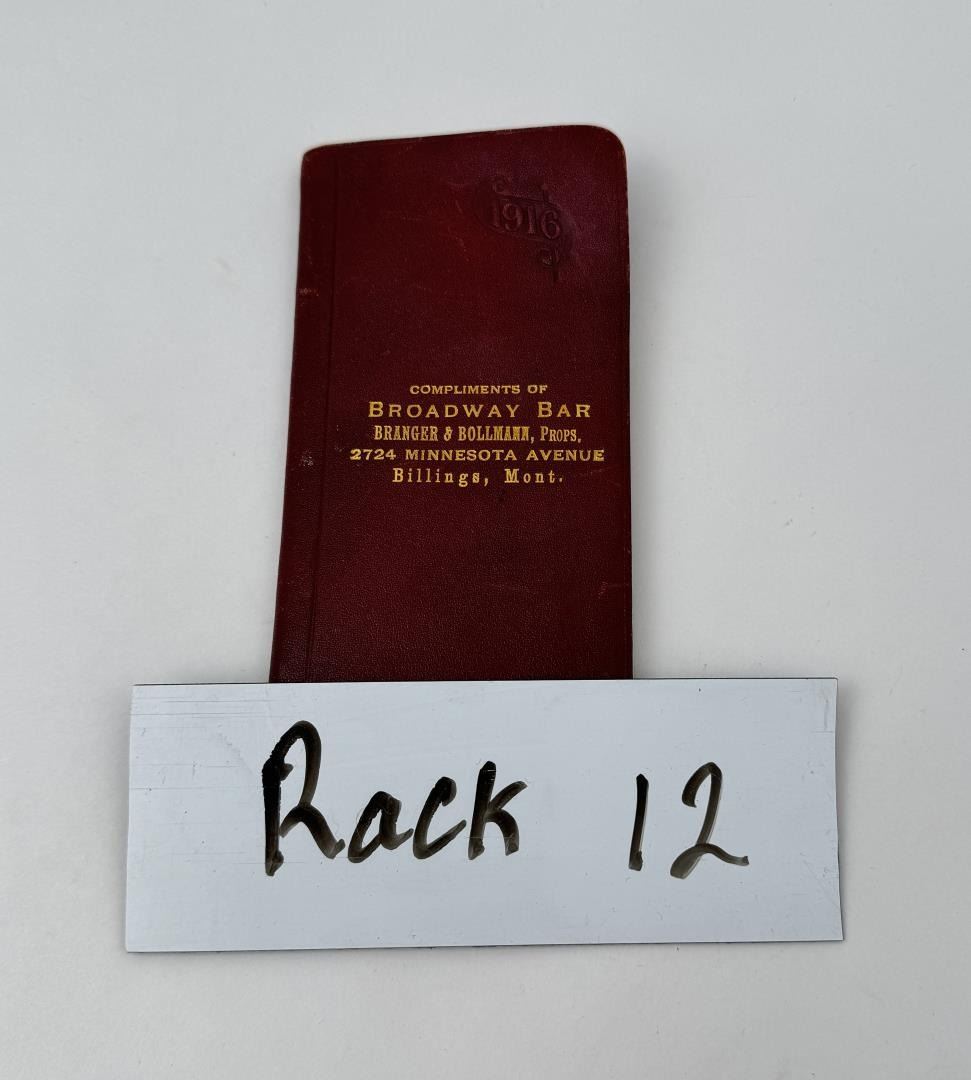 1916
COMPLIMENTS OF
BROADWAY BAR
BRANGER & BOLLMANN, PROPS,
2724 MINNESOTA AVENUE
Billings, Mont.
Rack 12